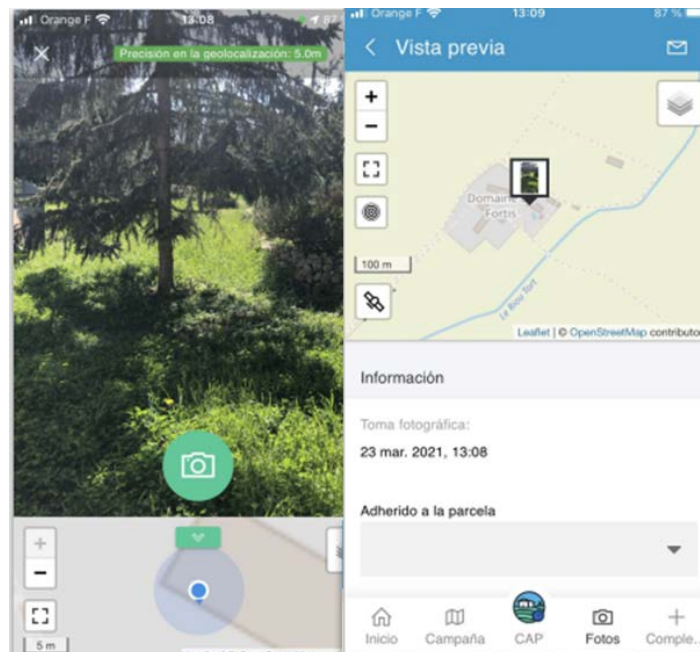 Orange F
13:08
87
Precisión en la geolocalización: 5.0m
+
−
5 m
Orange F
13:09
87 %
Vista previa
+
−
Domaine
Fortis
100 m
Le Riou Tort
Leaflet | © OpenStreetMap contributo
Información
Toma fotográfica:
23 mar. 2021, 13:08
Adherido a la parcela
Inicio
Campaña
CAP
Fotos
Comple...